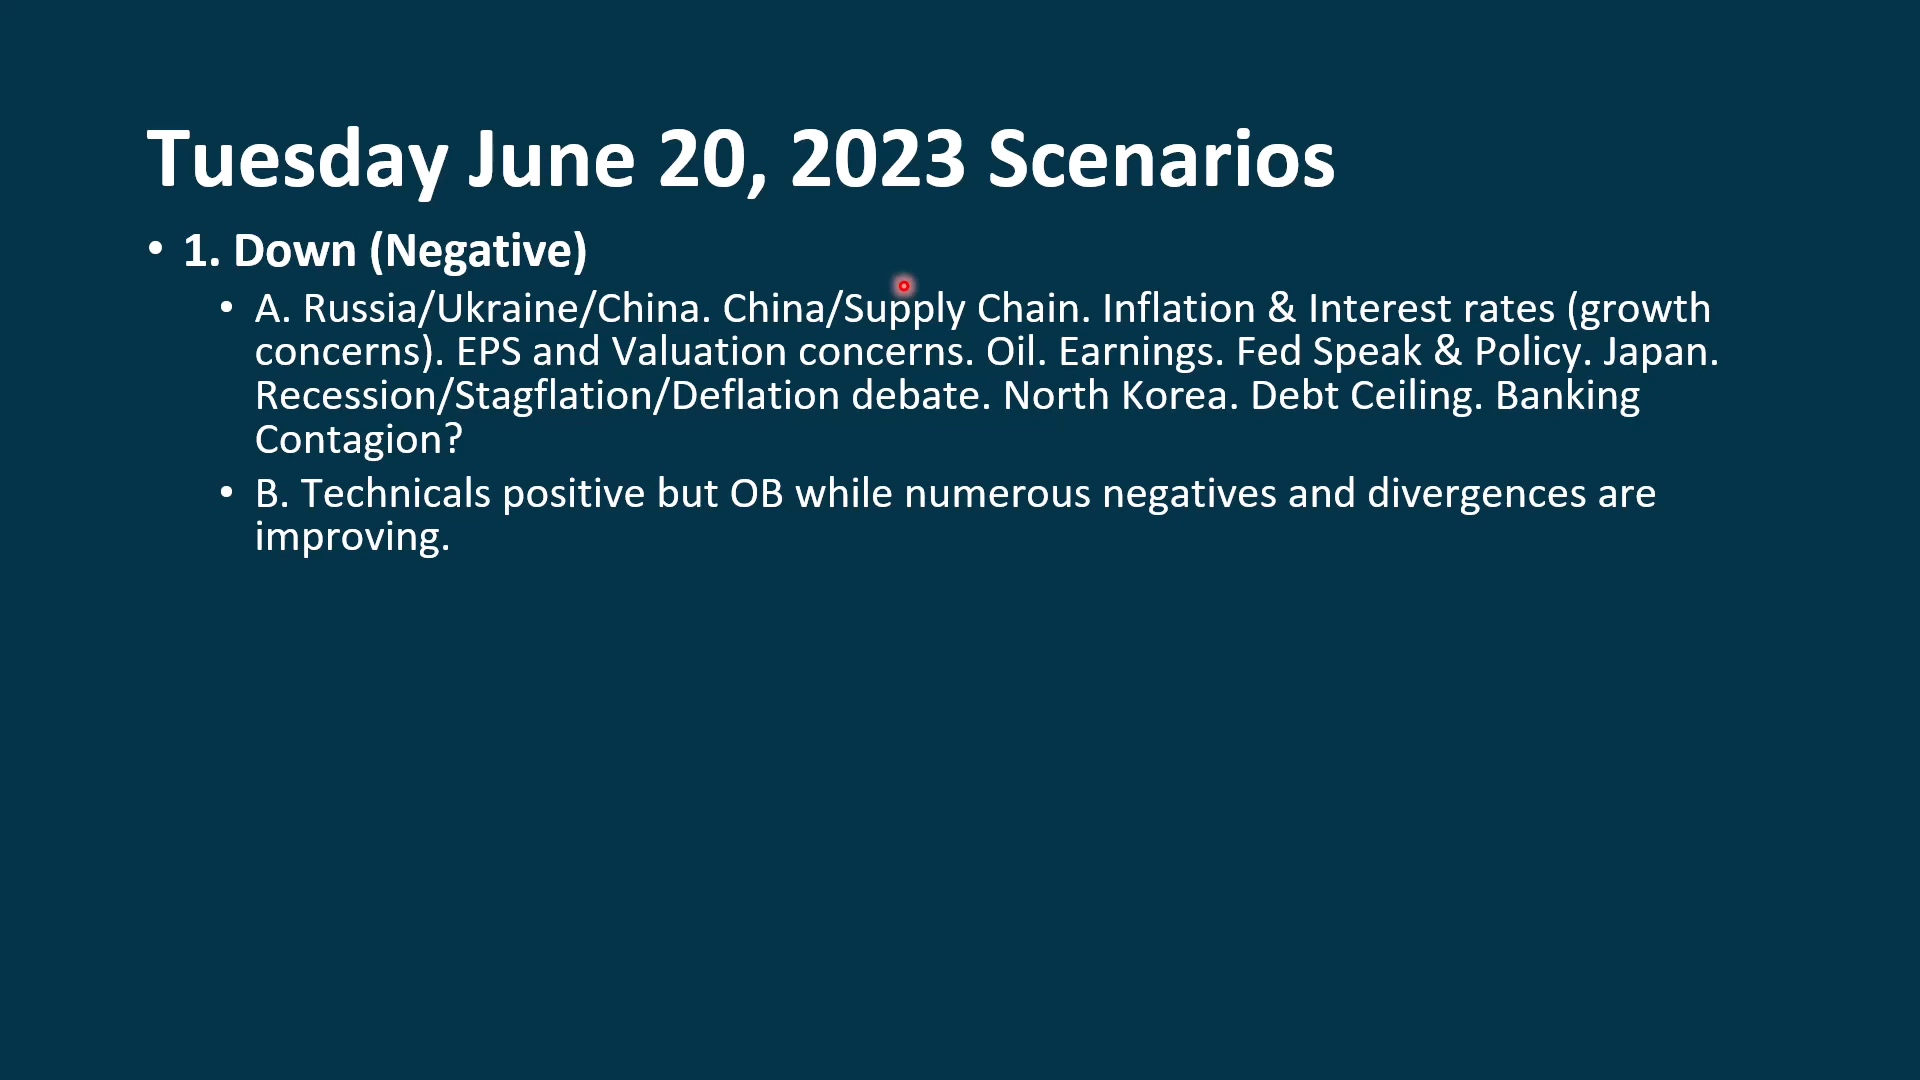 Tuesday June 20, 2023 Scenarios
• 1. Down (Negative)
• A. Russia/Ukraine/China. China/Supply Chain. Inflation & Interest rates (growth
concerns). EPS and Valuation concerns. Oil. Earnings. Fed Speak & Policy. Japan.
Recession/Stagflation/Deflation debate. North Korea. Debt Ceiling. Banking
Contagion?
• B. Technicals positive but OB while numerous negatives and divergences are
improving.